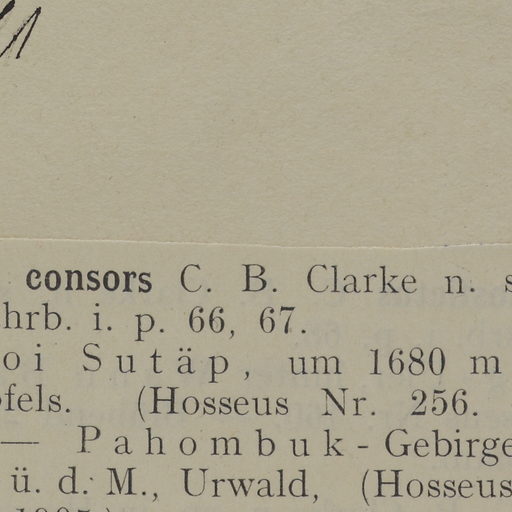 consors C. B. Clarke n. s
hrb. i. p. 66, 67.
oi Sutäp, um 1680 m
fels. (Hosseus Nr. 256.
— Pahombuk-Gebirge
ü. d. M., Urwald, (Hosseus